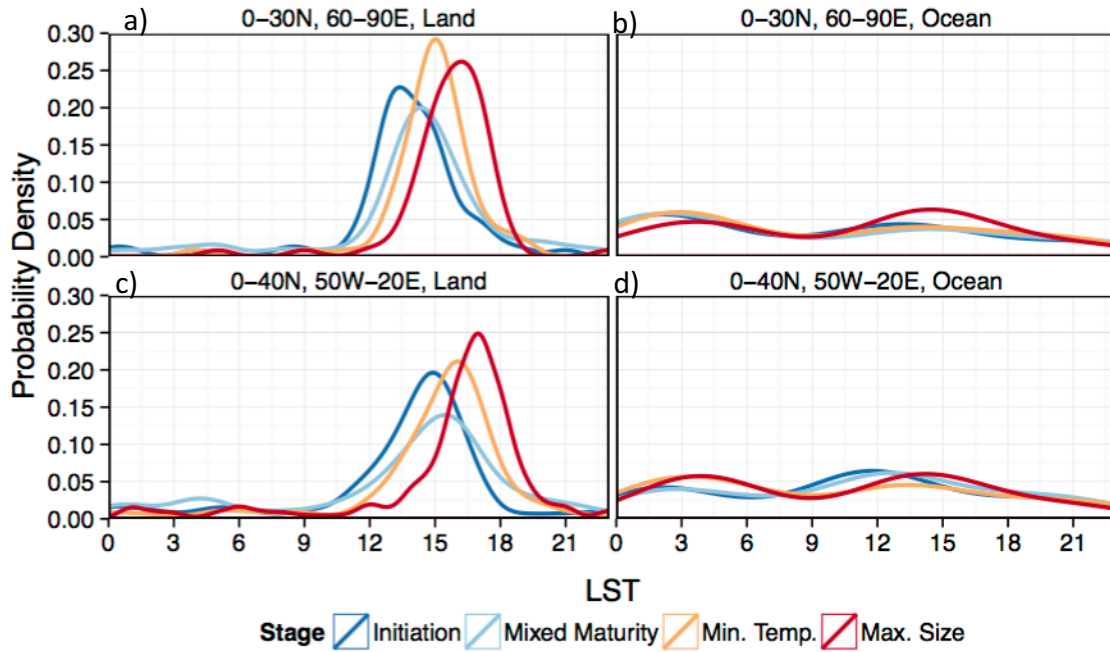 a) 0–30N, 60–90E, Land
b) 0–30N, 60–90E, Ocean
0.30
0.25
0.20
0.15
0.10
0.05
0.00
c) 0–40N, 50W–20E, Land
d) 0–40N, 50W–20E, Ocean
0.30
0.25
0.20
0.15
0.10
0.05
0.00
Probability Density
0 3 6 9 12 15 18 21
0 3 6 9 12 15 18 21
LST
Stage Initiation Mixed Maturity Min. Temp. Max. Size